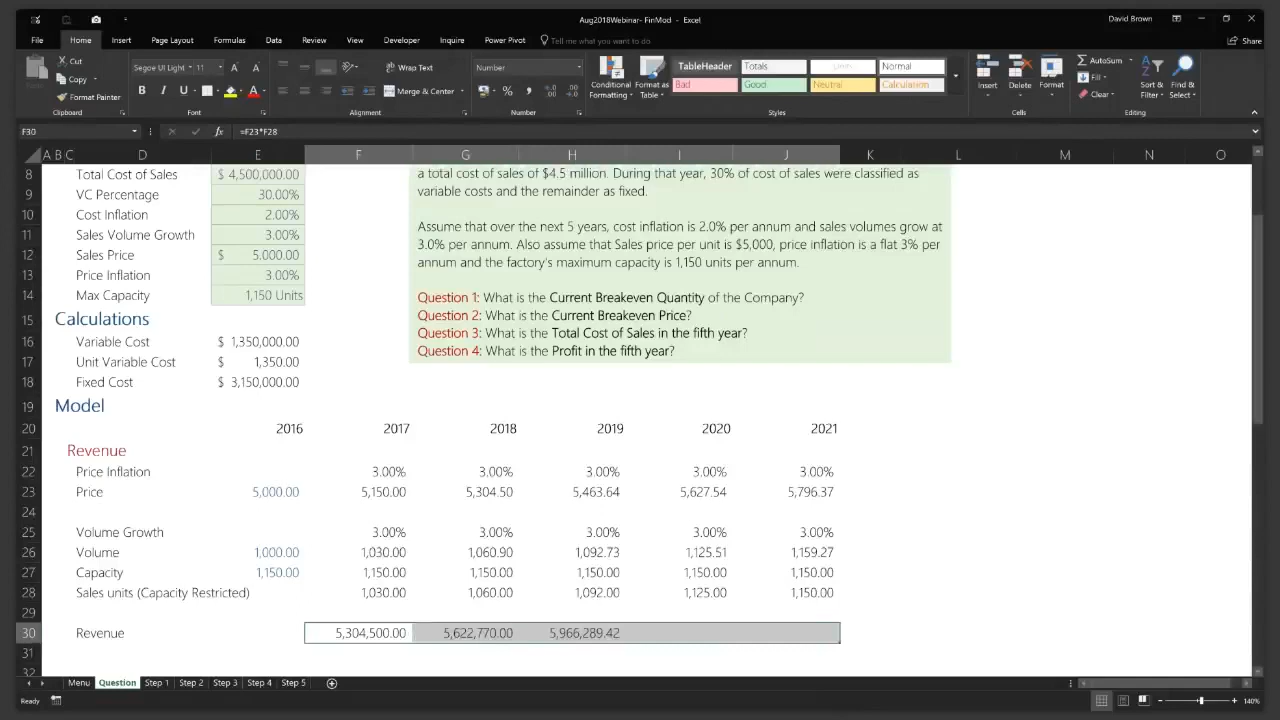 Aug2018Webinar- FinMod - Excel
David Brown
File Home Insert Page Layout Formulas Data Review View Developer Inquire Power Pivot Tell me what you want to do Share
Cut
Copy
Format Painter
Clipboard
Segoe UI Light 11
B I U
Font
Wrap Text
Merge & Center
Alignment
Number
Number
Conditional Formatting
Format as Table
TableHeader Totals Units Normal
Bad Good Neutral Calculation
Styles
Insert Delete Format
Cells
AutoSum
Fill
Clear
Sort & Filter
Find & Select
Editing
F30 fx =F23*F28
A B C D E F G H I J K L M N O
8 Total Cost of Sales $ 4,500,000.00
9 VC Percentage 30.00%
10 Cost Inflation 2.00%
11 Sales Volume Growth 3.00%
12 Sales Price $ 5.000.00
13 Price Inflation 3.00%
14 Max Capacity 1,150 Units
a total cost of sales of $4.5 million. During that year, 30% of cost of sales were classified as
variable costs and the remainder as fixed.
Assume that over the next 5 years, cost inflation is 2.0% per annum and sales volumes grow at
3.0% per annum. Also assume that Sales price per unit is $5,000, price inflation is a flat 3% per
annum and the factory's maximum capacity is 1,150 units per annum.
Question 1: What is the Current Breakeven Quantity of the Company?
Question 2: What is the Current Breakeven Price?
Question 3: What is the Total Cost of Sales in the fifth year?
Question 4: What is the Profit in the fifth year?
15 Calculations
16 Variable Cost $ 1,350,000.00
17 Unit Variable Cost $ 1,350.00
18 Fixed Cost $ 3,150,000.00
19 Model
20 2016 2017 2018 2019 2020 2021
21 Revenue
22 Price Inflation 3.00% 3.00% 3.00% 3.00% 3.00%
23 Price 5,000.00 5,150.00 5,304.50 5,463.64 5,627.54 5,796.37
24
25 Volume Growth 3.00% 3.00% 3.00% 3.00% 3.00%
26 Volume 1,000.00 1,030.00 1,060.90 1,092.73 1,125.51 1,159.27
27 Capacity 1,150.00 1,150.00 1,150.00 1,150.00 1,150.00 1,150.00
28 Sales units (Capacity Restricted) 1,030.00 1,060.00 1,092.00 1,125.00 1,150.00
29
30 Revenue 5,304,500.00 5,622,770.00 5,966,289.42
31
32
Menu Question Step 1 Step 2 Step 3 Step 4 Step 5
Ready 140%